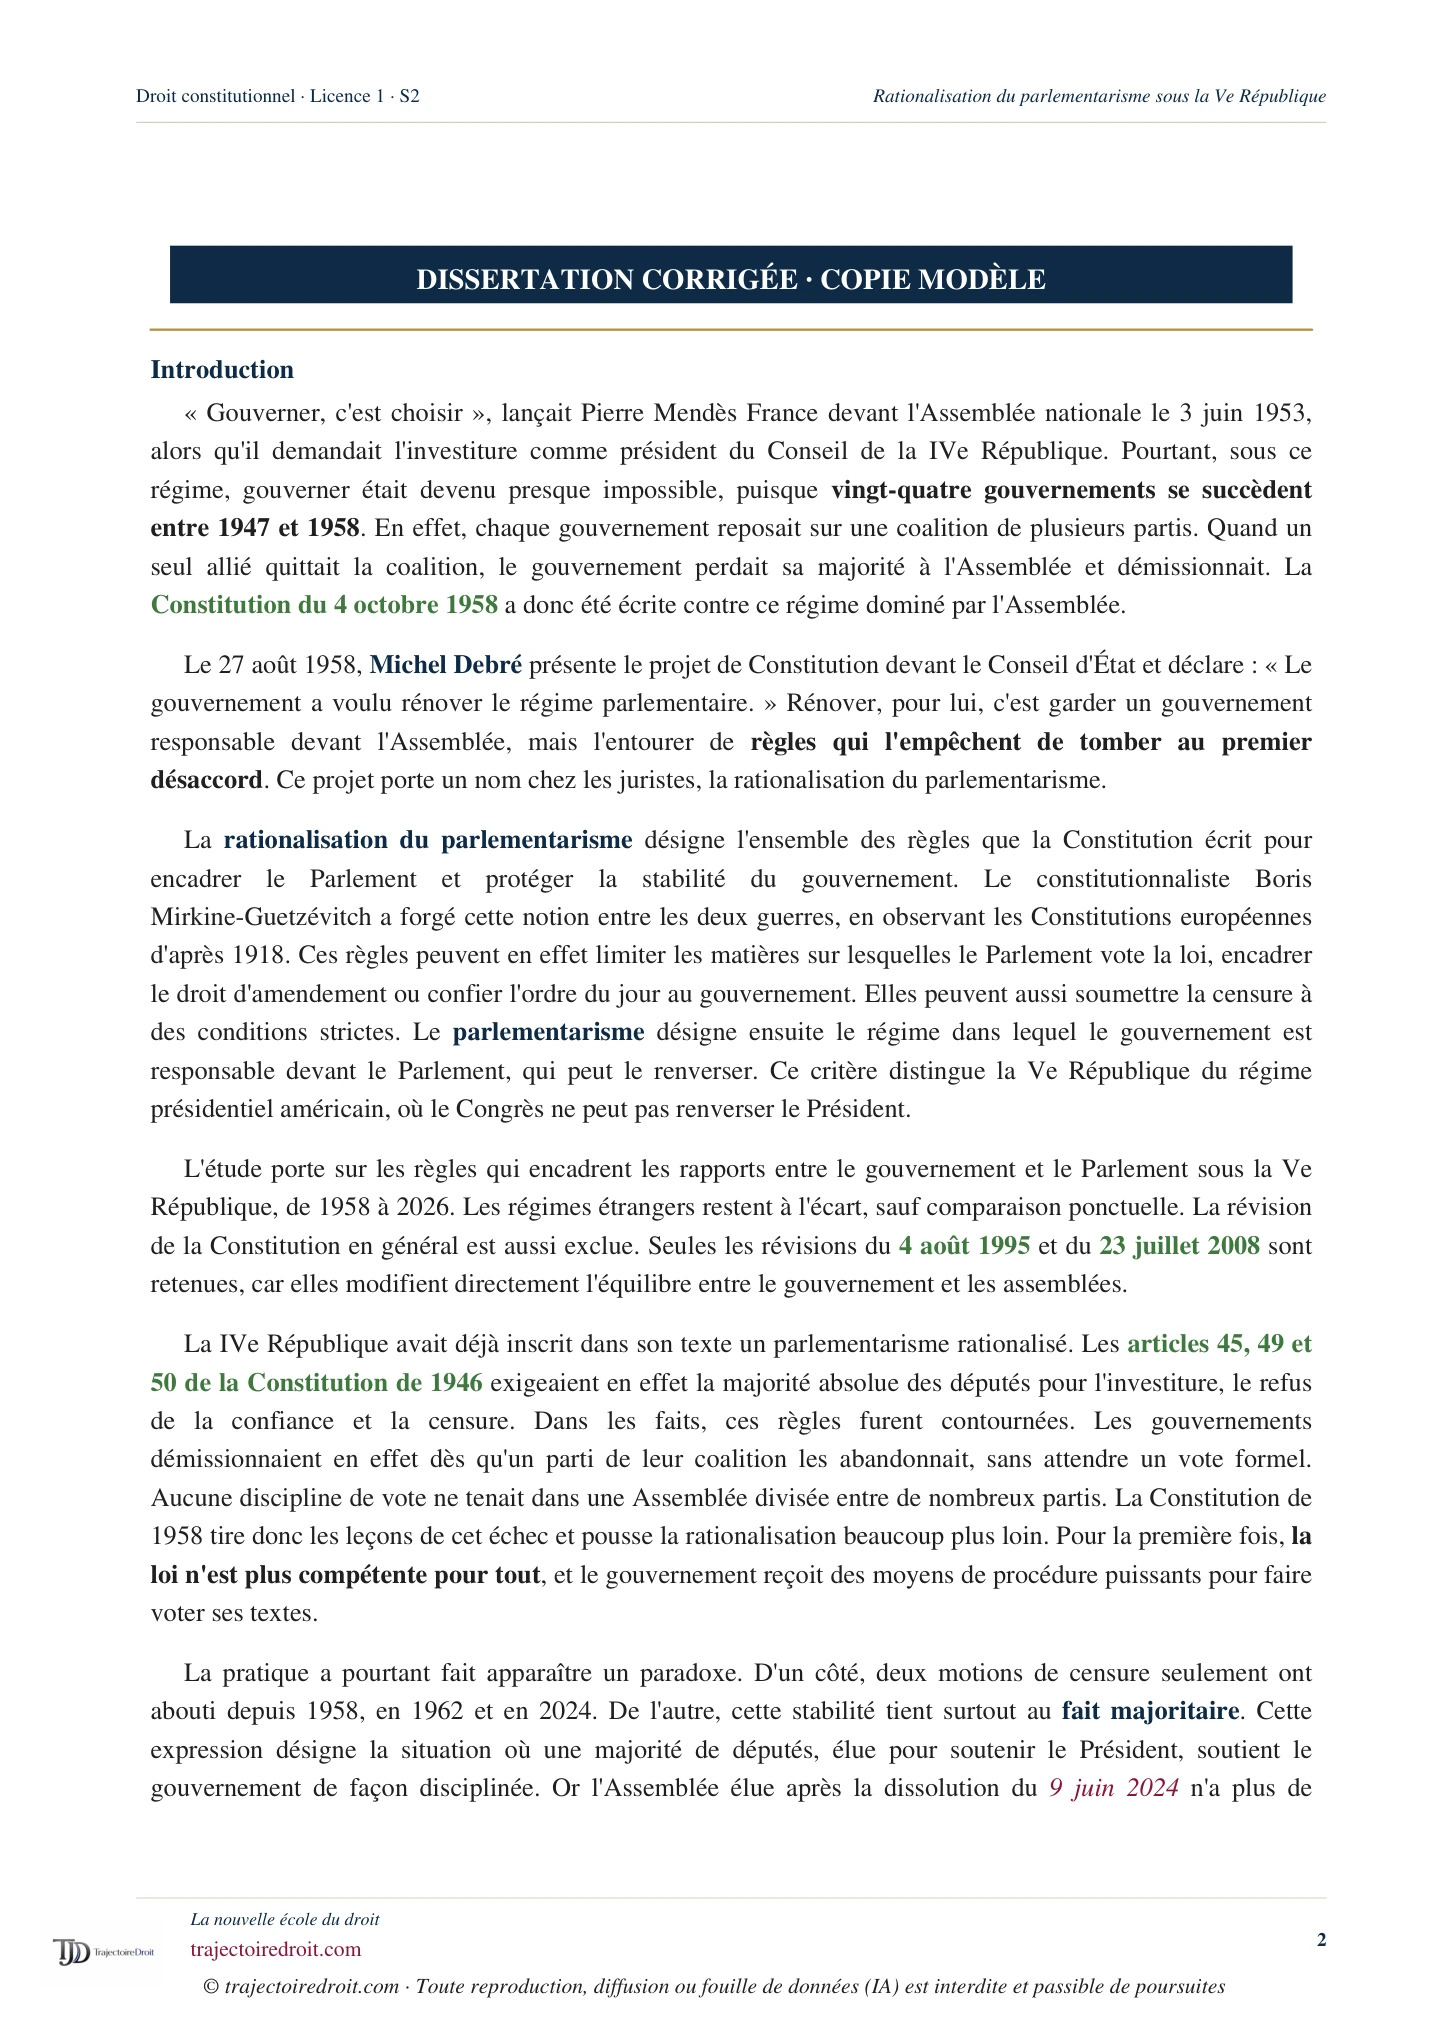 Droit constitutionnel · Licence 1 · S2
Rationalisation du parlementarisme sous la Ve République
DISSERTATION CORRIGÉE · COPIE MODÈLE
Introduction
« Gouverner, c'est choisir », lançait Pierre Mendès France devant l'Assemblée nationale le 3 juin 1953,
alors qu'il demandait l'investiture comme président du Conseil de la IVe République. Pourtant, sous ce
régime, gouverner était devenu presque impossible, puisque vingt-quatre gouvernements se succèdent
entre 1947 et 1958. En effet, chaque gouvernement reposait sur une coalition de plusieurs partis. Quand un
seul allié quittait la coalition, le gouvernement perdait sa majorité à l'Assemblée et démissionnait. La
Constitution du 4 octobre 1958 a donc été écrite contre ce régime dominé par l'Assemblée.
Le 27 août 1958, Michel Debré présente le projet de Constitution devant le Conseil d'État et déclare : « Le
gouvernement a voulu rénover le régime parlementaire. » Rénover, pour lui, c'est garder un gouvernement
responsable devant l'Assemblée, mais l'entourer de règles qui l'empêchent de tomber au premier
désaccord. Ce projet porte un nom chez les juristes, la rationalisation du parlementarisme.
La rationalisation du parlementarisme désigne l'ensemble des règles que la Constitution écrit pour
encadrer le Parlement et protéger la stabilité du gouvernement. Le constitutionnaliste Boris
Mirkine-Guetzévitch a forgé cette notion entre les deux guerres, en observant les Constitutions européennes
d'après 1918. Ces règles peuvent en effet limiter les matières sur lesquelles le Parlement vote la loi, encadrer
le droit d'amendement ou confier l'ordre du jour au gouvernement. Elles peuvent aussi soumettre la censure à
des conditions strictes. Le parlementarisme désigne ensuite le régime dans lequel le gouvernement est
responsable devant le Parlement, qui peut le renverser. Ce critère distingue la Ve République du régime
présidentiel américain, où le Congrès ne peut pas renverser le Président.
L'étude porte sur les règles qui encadrent les rapports entre le gouvernement et le Parlement sous la Ve
République, de 1958 à 2026. Les régimes étrangers restent à l'écart, sauf comparaison ponctuelle. La révision
de la Constitution en général est aussi exclue. Seules les révisions du 4 août 1995 et du 23 juillet 2008 sont
retenues, car elles modifient directement l'équilibre entre le gouvernement et les assemblées.
La IVe République avait déjà inscrit dans son texte un parlementarisme rationalisé. Les articles 45, 49 et
50 de la Constitution de 1946 exigeaient en effet la majorité absolue des députés pour l'investiture, le refus
de la confiance et la censure. Dans les faits, ces règles furent contournées. Les gouvernements
démissionnaient en effet dès qu'un parti de leur coalition les abandonnait, sans attendre un vote formel.
Aucune discipline de vote ne tenait dans une Assemblée divisée entre de nombreux partis. La Constitution de
1958 tire donc les leçons de cet échec et pousse la rationalisation beaucoup plus loin. Pour la première fois, la
loi n'est plus compétente pour tout, et le gouvernement reçoit des moyens de procédure puissants pour faire
voter ses textes.
La pratique a pourtant fait apparaître un paradoxe. D'un côté, deux motions de censure seulement ont
abouti depuis 1958, en 1962 et en 2024. De l'autre, cette stabilité tient surtout au fait majoritaire. Cette
expression désigne la situation où une majorité de députés, élue pour soutenir le Président, soutient le
gouvernement de façon disciplinée. Or l'Assemblée élue après la dissolution du 9 juin 2024 n'a plus de
La nouvelle école du droit
TJD TrajectoireDroit
trajectoiredroit.com
2
© trajectoiredroit.com · Toute reproduction, diffusion ou fouille de données (IA) est interdite et passible de poursuites